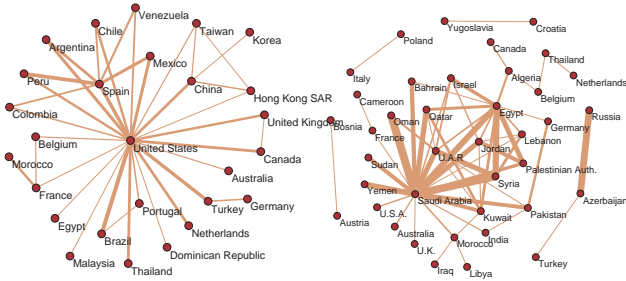 Venezuela
Chile
Taiwan
Argentina
Korea
Mexico
Peru
Spain
China
Hong Kong SAR
Colombia
United Kingdom
Belgium
United States
Canada
Morocco
Australia
France
Portugal
Turkey
Germany
Egypt
Brazil
Netherlands
Dominican Republic
Malaysia
Thailand
Yugoslavia
Croatia
Poland
Canada
Thailand
Italy
Bahrain
Israel
Algeria
Netherlands
Cameroon
Belgium
Oman
Qatar
Egypt
Bosnia
France
Germany
Russia
Jordan
Lebanon
Sudan
U.A.R.
Palestinian Auth.
Yemen
Syria
Saudi Arabia
Azerbaijan
U.S.A.
Kuwait
Pakistan
Austria
Australia
India
U.K.
Morocco
Turkey
Iraq
Libya